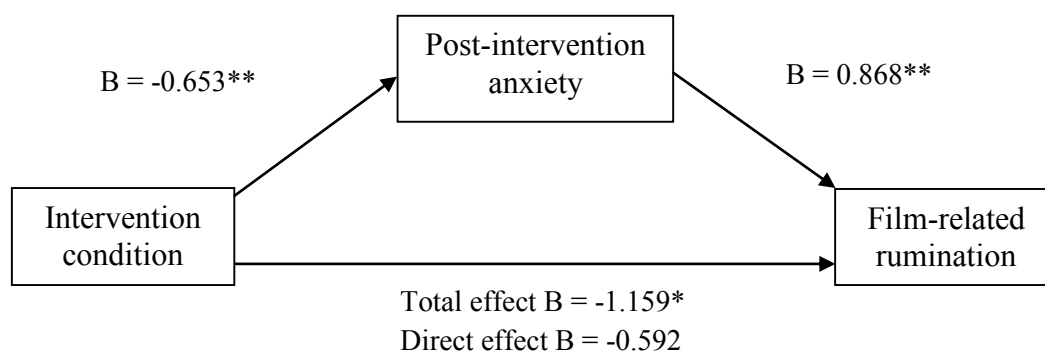 Post-intervention
anxiety
B = -0.653**
B = 0.868**
Intervention
condition
Film-related
rumination
Total effect B = -1.159*
Direct effect B = -0.592